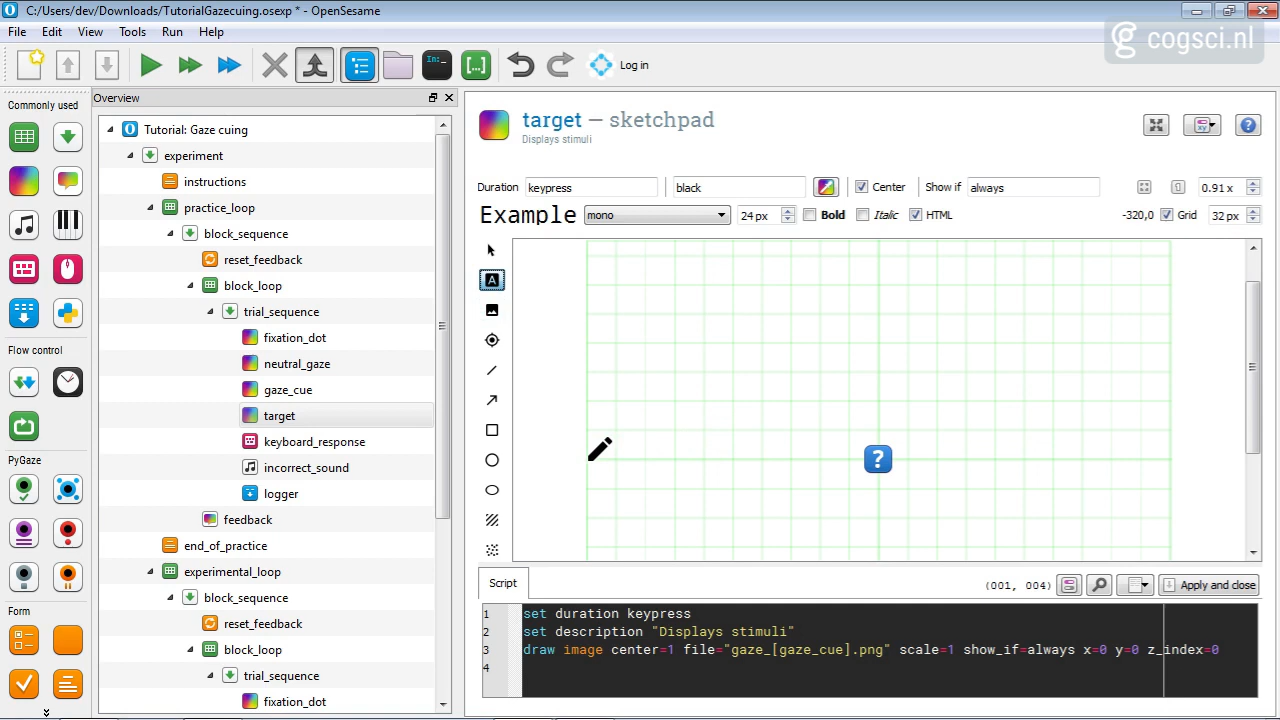 C:/Users/dev/Downloads/TutorialGazecuing.osexp * - OpenSesame
File Edit View Tools Run Help
cogsci.nl
In:_
[...]
Log in
Commonly used
Flow control
PyGaze
Form
Overview
Tutorial: Gaze cuing
experiment
instructions
practice_loop
block_sequence
reset_feedback
block_loop
trial_sequence
fixation_dot
neutral_gaze
gaze_cue
target
keyboard_response
incorrect_sound
logger
feedback
end_of_practice
experimental_loop
block_sequence
reset_feedback
block_loop
trial_sequence
fixation_dot
target — sketchpad
Displays stimuli
Duration keypress black Center Show if always 0.91 x
Example mono 24 px Bold Italic HTML -320,0 Grid 32 px
A
?
Script (001, 004) Apply and close
1 set duration keypress
2 set description "Displays stimuli"
3 draw image center=1 file="gaze_[gaze_cue].png" scale=1 show_if=always x=0 y=0 z_index=0
4